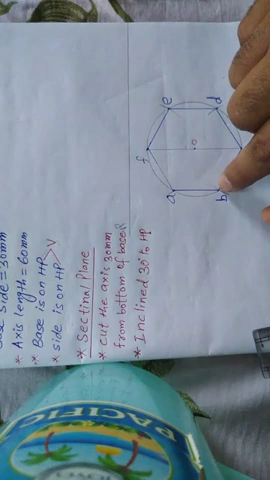 Base side = 30mm
* Axis length = 60mm
* Base is on HP
* side is on HP > V
* Sectinal Plane
* cut the axis 30mm
from bottom of base
* Inclined 30° to HP
a
b
d
e
f
o
PACIFIC